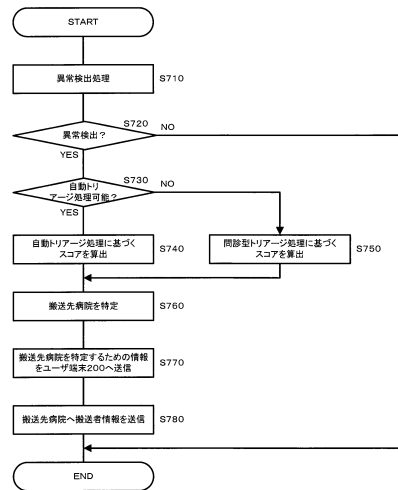 START
異常検出処理
S710
異常検出？
S720
NO
YES
自動トリ
アージ処理可能？
S730
NO
YES
自動トリアージ処理に基づく
スコアを算出
S740
問診型トリアージ処理に基づく
スコアを算出
S750
搬送先病院を特定
S760
搬送先病院を特定するための情報
をユーザ端末200へ送信
S770
搬送先病院へ搬送者情報を送信
S780
END